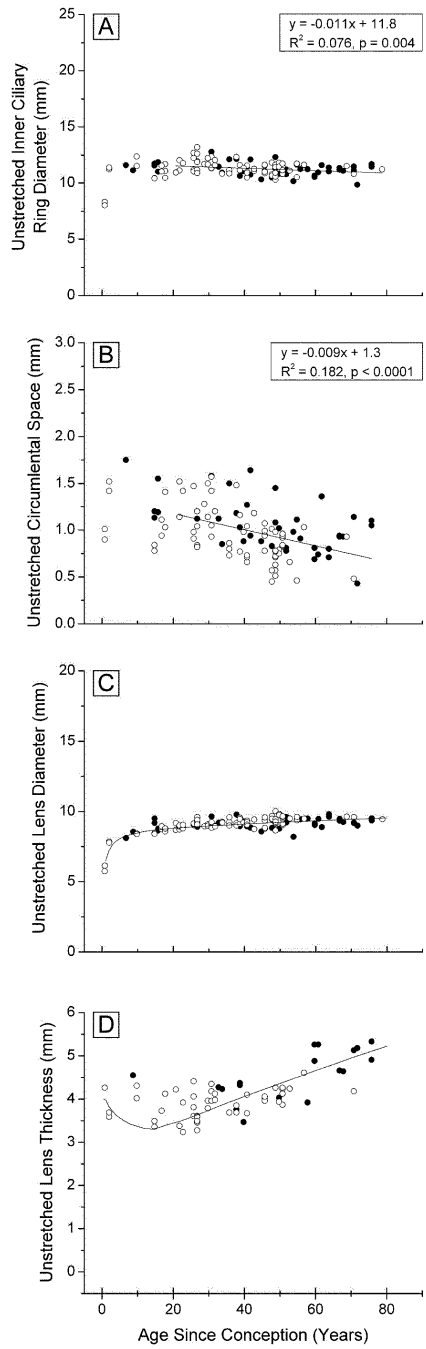 A
y = -0.011x + 11.8
R² = 0.076, p = 0.004
Unstretched Inner Ciliary
Ring Diameter (mm)
25
20
15
12.5
5
0
B
y = -0.009x + 1.3
R² = 0.182, p < 0.0001
Unstretched Circumlental Space (mm)
3.0
2.5
2.0
1.5
1.0
0.5
0.0
C
Unstretched Lens Diameter (mm)
20
15
10
5
0
D
Unstretched Lens Thickness (mm)
6
5
4
3
2
1
0
0 20 40 60 80
Age Since Conception (Years)